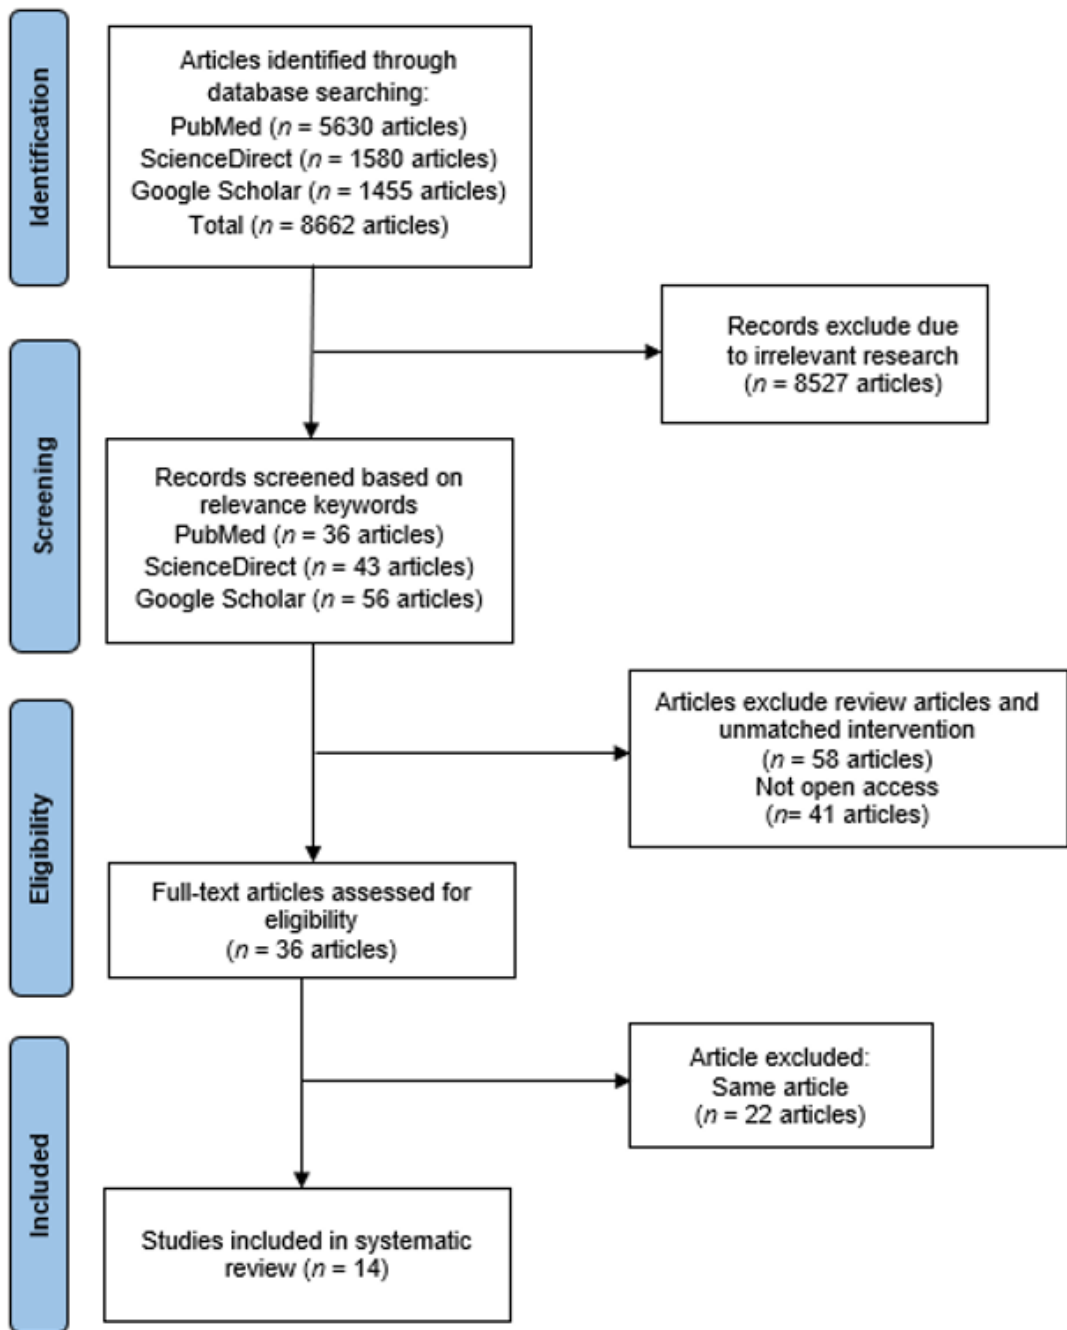 Identification
Articles identified through
database searching:
PubMed (n = 5630 articles)
ScienceDirect (n = 1580 articles)
Google Scholar (n = 1455 articles)
Total (n = 8662 articles)
Records exclude due
to irrelevant research
(n = 8527 articles)
Screening
Records screened based on
relevance keywords
PubMed (n = 36 articles)
ScienceDirect (n = 43 articles)
Google Scholar (n = 56 articles)
Articles exclude review articles and
unmatched intervention
(n = 58 articles)
Not open access
(n= 41 articles)
Eligibility
Full-text articles assessed for
eligibility
(n = 36 articles)
Article excluded:
Same article
(n = 22 articles)
Included
Studies included in systematic
review (n = 14)